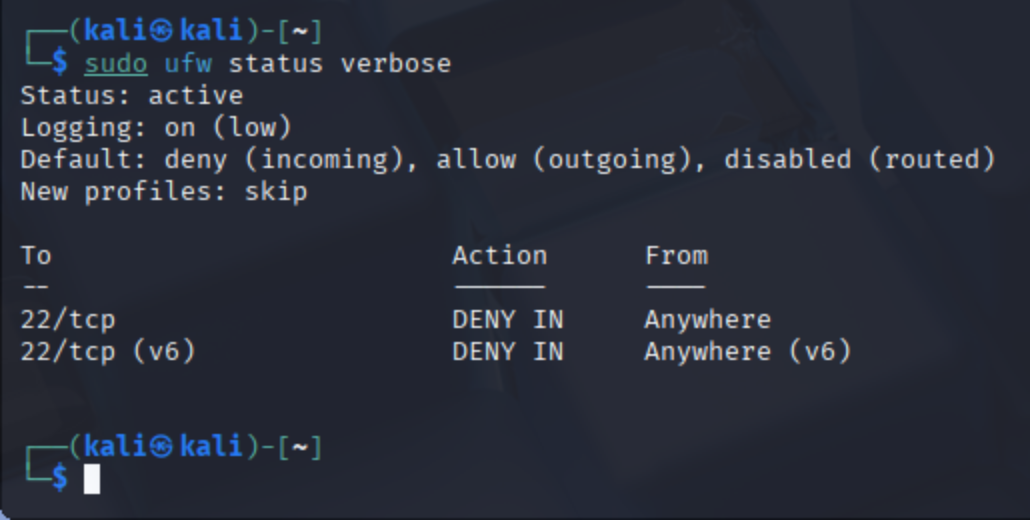 ┌──(kali㉿kali)-[~]
└─$ sudo ufw status verbose
Status: active
Logging: on (low)
Default: deny (incoming), allow (outgoing), disabled (routed)
New profiles: skip
To                         Action      From
--                         ------      ----
22/tcp                     DENY IN     Anywhere
22/tcp (v6)                DENY IN     Anywhere (v6)
┌──(kali㉿kali)-[~]
└─$